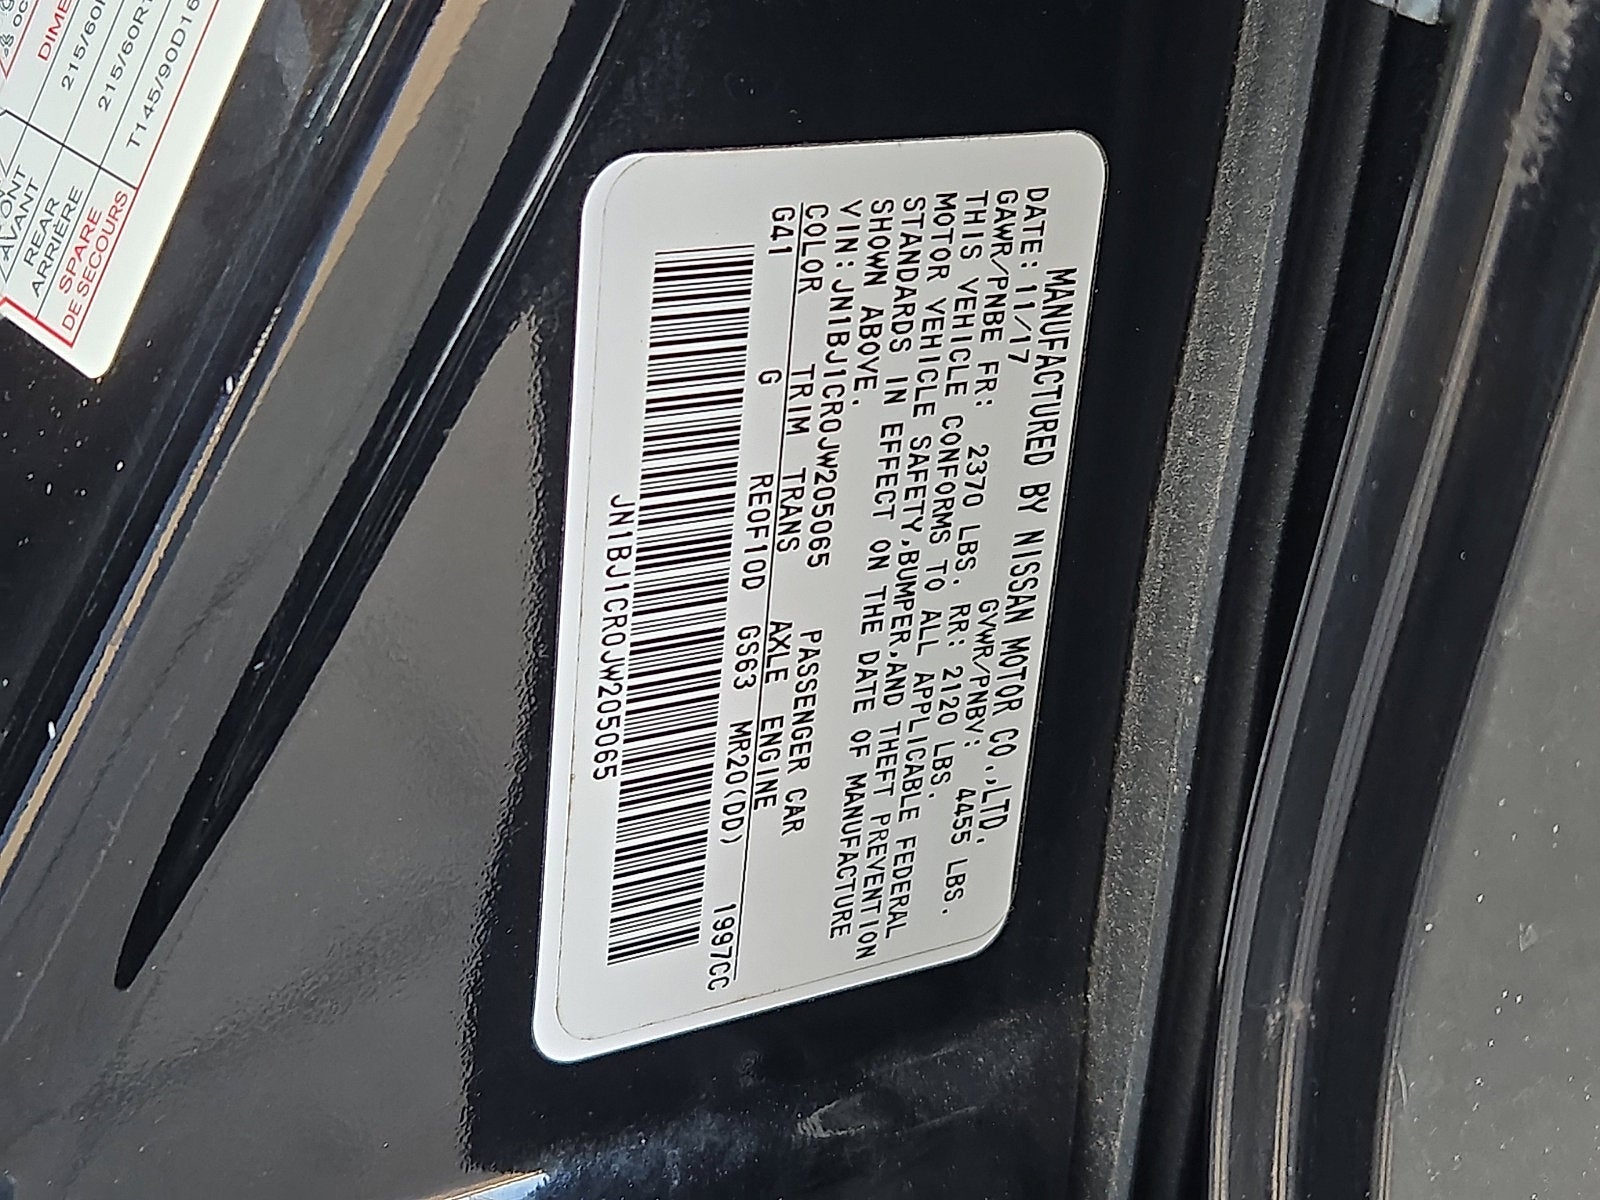 MANUFACTURED BY NISSAN MOTOR CO.,LTD.
DATE:11/17 GVWR/PNBV: 4455 LBS.
GAWR/PNBE FR: 2370 LBS. RR: 2120 LBS.
THIS VEHICLE CONFORMS TO ALL APPLICABLE FEDERAL
MOTOR VEHICLE SAFETY,BUMPER,AND THEFT PREVENTION
STANDARDS IN EFFECT ON THE DATE OF MANUFACTURE
SHOWN ABOVE.
VIN:JN1BJ1CR0JW205065 PASSENGER CAR
COLOR TRIM TRANS AXLE ENGINE
G41 G RE0F10D GS63 MR20(DD) 1997CC
JN1BJ1CR0JW205065
AVANT
215/60R
REAR
ARRIÈRE
215/60R1
SPARE
DE SECOURS
T145/90D16